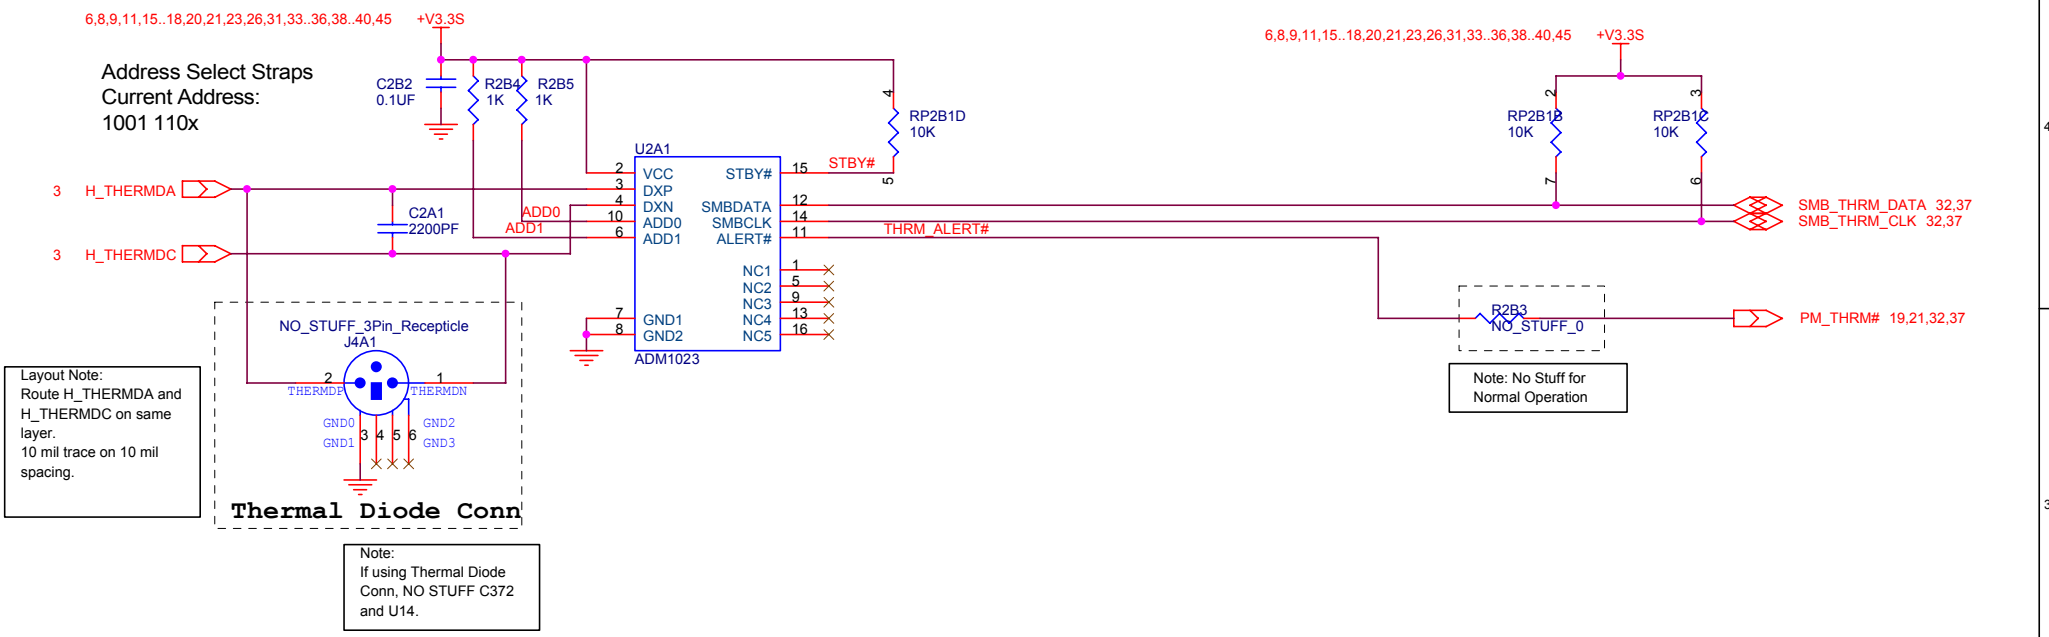 6,8,9,11,15..18,20,21,23,26,31,33..36,38..40,45 +V3.3S
6,8,9,11,15..18,20,21,23,26,31,33..36,38..40,45 +V3.3S
Address Select Straps
Current Address:
1001 110x
C2B2
0.1UF
R2B4
1K
R2B5
1K
4
RP2B1D
10K
5
2
RP2B1B
10K
7
3
RP2B1C
10K
6
4
U2A1
2 VCC
3 DXP
4 DXN
10 ADD0
6 ADD1
7 GND1
8 GND2
STBY# 15
SMBDATA 12
SMBCLK 14
ALERT# 11
NC1 1
NC2 5
NC3 9
NC4 13
NC5 16
ADM1023
STBY#
ADD0
ADD1
THRM_ALERT#
3 H_THERMDA
C2A1
2200PF
3 H_THERMDC
SMB_THRM_DATA 32,37
SMB_THRM_CLK 32,37
R2B3
NO_STUFF_0
PM_THRM# 19,21,32,37
Note: No Stuff for
Normal Operation
NO_STUFF_3Pin_Recepticle
J4A1
2
THERMDP
1
THERMDN
GND0
GND1
3 4 5 6
GND2
GND3
Thermal Diode Conn
Layout Note:
Route H_THERMDA and
H_THERMDC on same
layer.
10 mil trace on 10 mil
spacing.
3
Note:
If using Thermal Diode
Conn, NO STUFF C372
and U14.